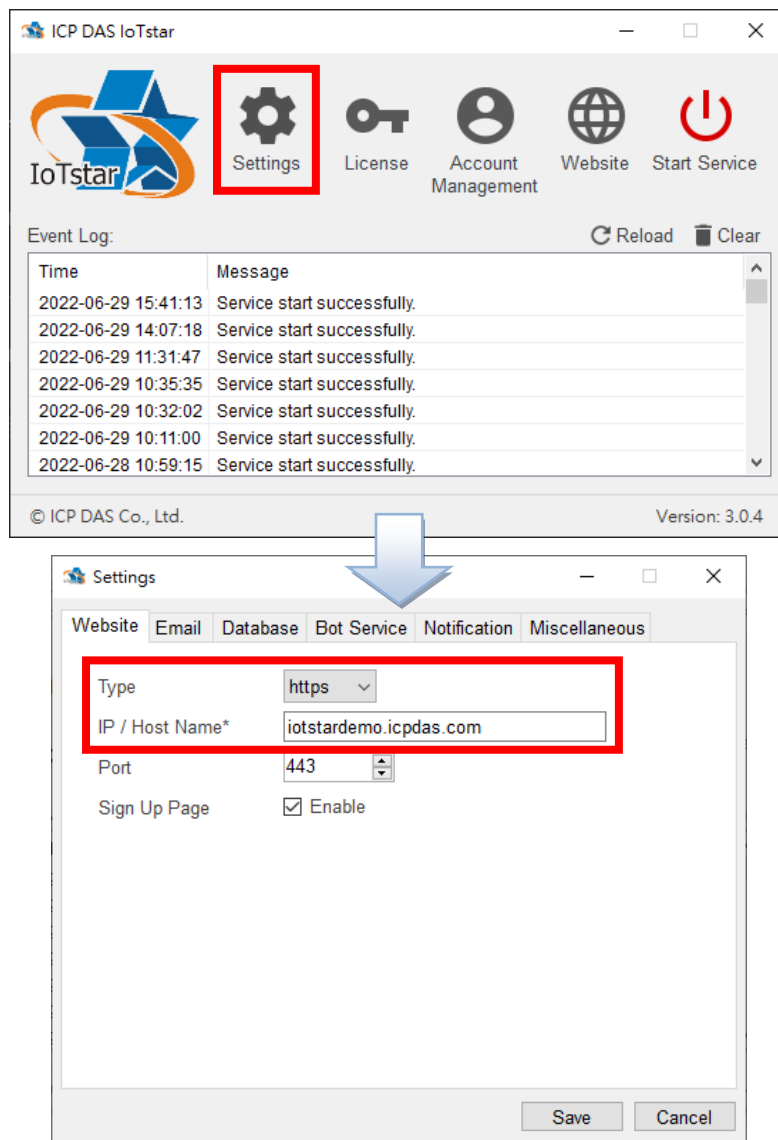 ICP DAS IoTstar
IoTstar
Settings
License
Account
Management
Website
Start Service
Event Log:
Reload
Clear
Time Message
2022-06-29 15:41:13 Service start successfully.
2022-06-29 14:07:18 Service start successfully.
2022-06-29 11:31:47 Service start successfully.
2022-06-29 10:35:35 Service start successfully.
2022-06-29 10:32:02 Service start successfully.
2022-06-29 10:11:00 Service start successfully.
2022-06-28 10:59:15 Service start successfully.
© ICP DAS Co., Ltd. Version: 3.0.4
Settings
Website Email Database Bot Service Notification Miscellaneous
Type https
IP / Host Name* iotstardemo.icpdas.com
Port 443
Sign Up Page Enable
Save Cancel